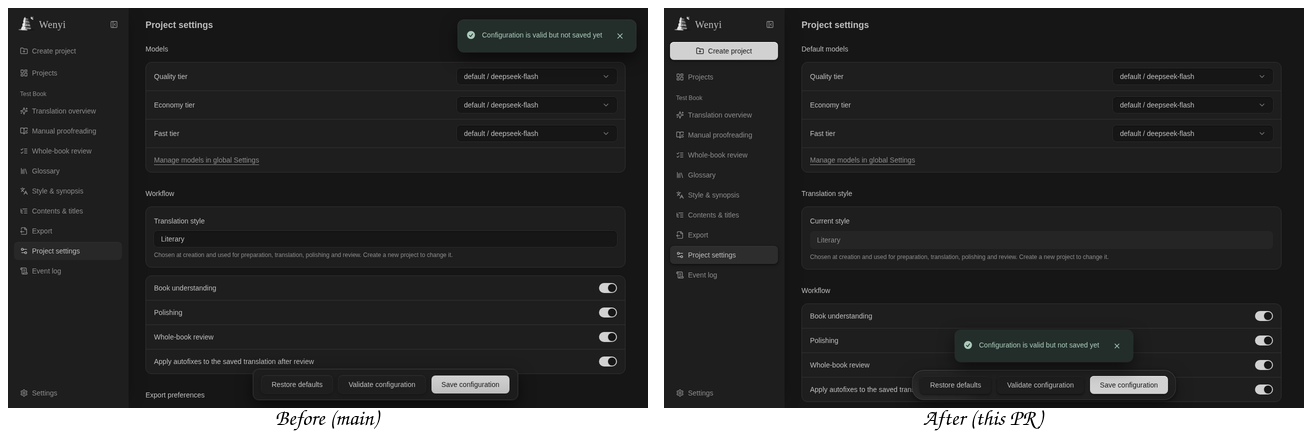 Wenyi
Create project
Projects
Test Book
Translation overview
Manual proofreading
Whole-book review
Glossary
Style & synopsis
Contents & titles
Export
Project settings
Event log
Settings
Project settings
Configuration is valid but not saved yet
Models
Quality tier
default / deepseek-flash
Economy tier
default / deepseek-flash
Fast tier
default / deepseek-flash
Manage models in global Settings
Workflow
Translation style
Literary
Chosen at creation and used for preparation, translation, polishing and review. Create a new project to change it.
Book understanding
Polishing
Whole-book review
Apply autofixes to the saved translation after review
Restore defaults
Validate configuration
Save configuration
Export preferences
Before (main)
Wenyi
Create project
Projects
Test Book
Translation overview
Manual proofreading
Whole-book review
Glossary
Style & synopsis
Contents & titles
Export
Project settings
Event log
Settings
Project settings
Default models
Quality tier
default / deepseek-flash
Economy tier
default / deepseek-flash
Fast tier
default / deepseek-flash
Manage models in global Settings
Translation style
Current style
Literary
Chosen at creation and used for preparation, translation, polishing and review. Create a new project to change it.
Workflow
Book understanding
Polishing
Configuration is valid but not saved yet
Whole-book review
Apply autofixes to the saved
Restore defaults
Validate configuration
Save configuration
After (this PR)